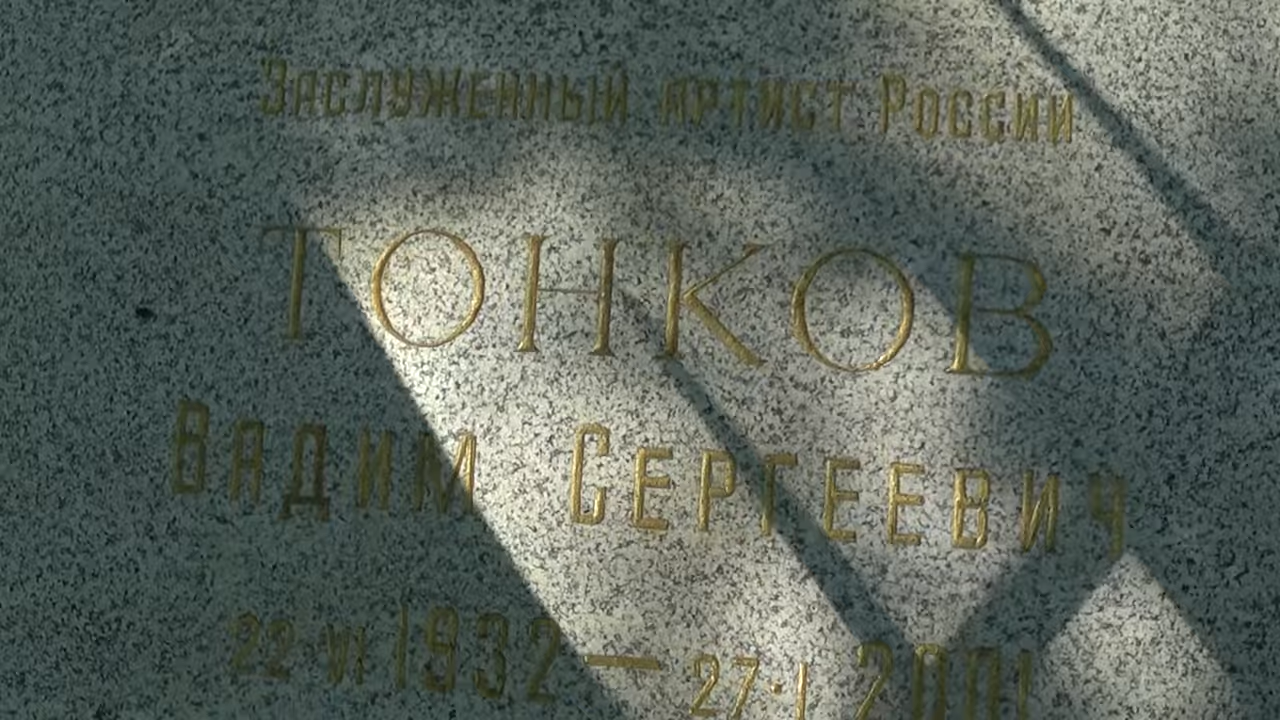 Заслуженный артист России
ТОНКОВ
Вадим Сергеевич
22·VI 1932 — 27·I 2001